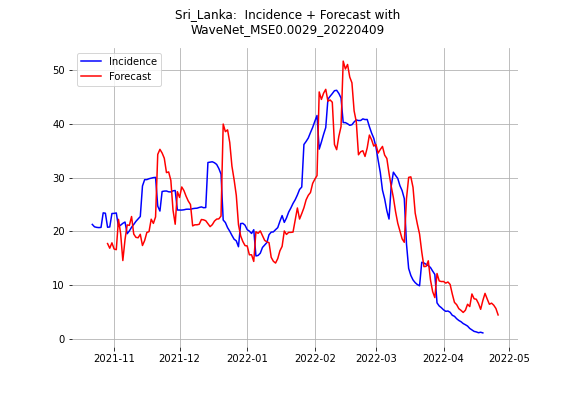 Sri_Lanka:  Incidence + Forecast with
WaveNet_MSE0.0029_20220409
Incidence
Forecast
50
40
30
20
10
0
2021-11 2021-12 2022-01 2022-02 2022-03 2022-04 2022-05